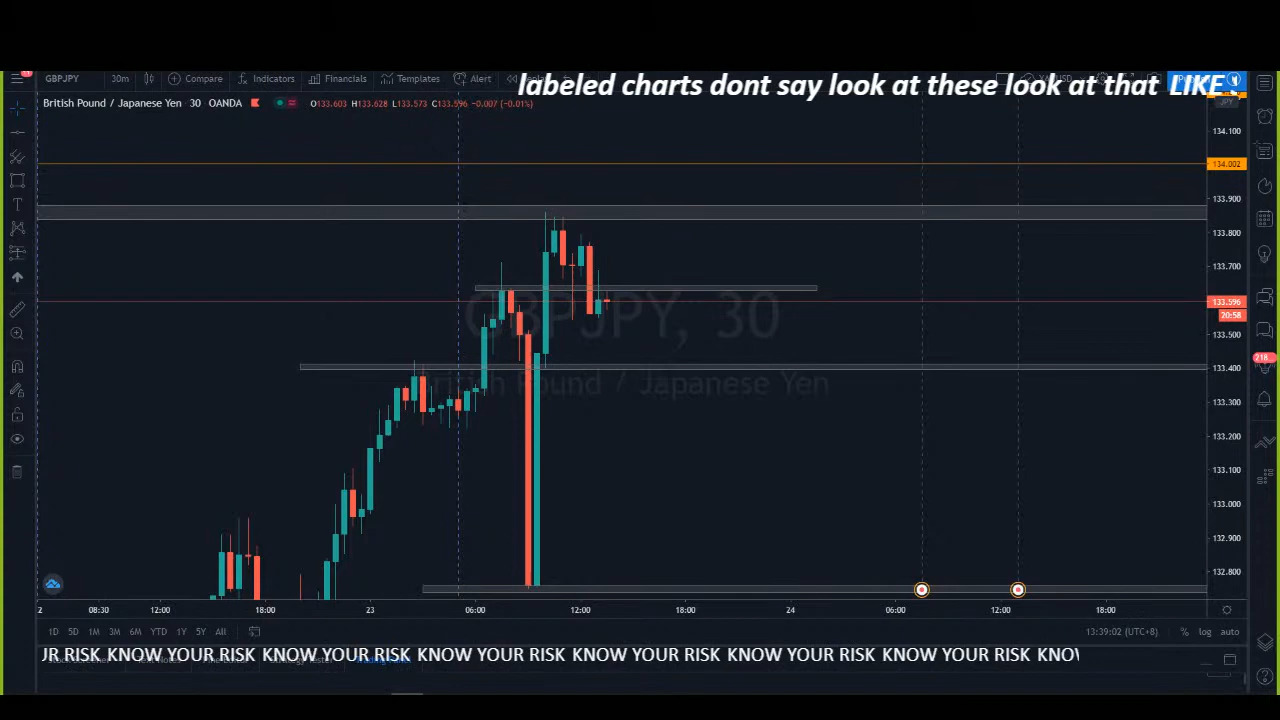 labeled charts dont say look at these look at that LIKE
GBPJPY 30m Compare Indicators Financials Templates Alert
British Pound / Japanese Yen 30 OANDA O133.603 H133.628 L133.573 C133.596 -0.007 (-0.01%)
JPY
134.100
134.002
133.900
133.800
133.700
133.596
20:58
133.500
133.400
133.300
133.200
133.100
133.000
132.900
132.800
GBPJPY, 30
British Pound / Japanese Yen
218
2 08:30 12:00 18:00 23 06:00 12:00 18:00 24 06:00 12:00 18:00
1D 5D 1M 3M 6M YTD 1Y 5Y All 13:39:02 (UTC+8) % log auto
UR RISK KNOW YOUR RISK KNOW YOUR RISK KNOW YOUR RISK KNOW YOUR RISK KNOW YOUR RISK KNOW YOUR RISK KNOW